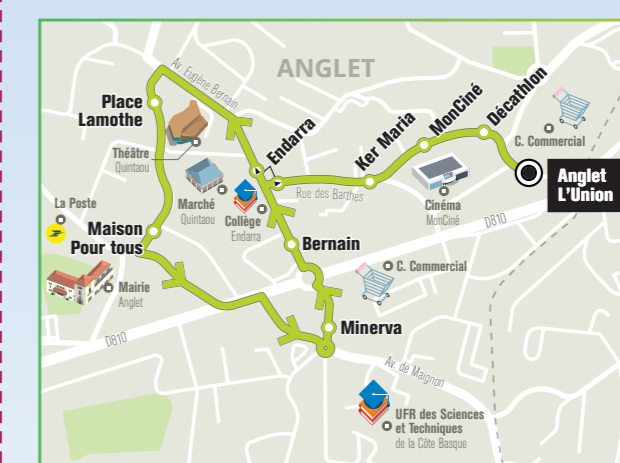 ANGLET
Av. Eugène Bernain
Place
Lamothe
Théâtre
Quintaou
Endarra
Ker Maria
MonCiné
Décathlon
C. Commercial
Anglet
L'Union
Marché
Quintaou
Collège
Endarra
Rue des Barthes
Cinéma
MonCiné
D810
La Poste
Maison
Pour tous
Bernain
C. Commercial
Mairie
Anglet
D810
Minerva
Av. de Maignon
UFR des Sciences
et Techniques
de la Côte Basque